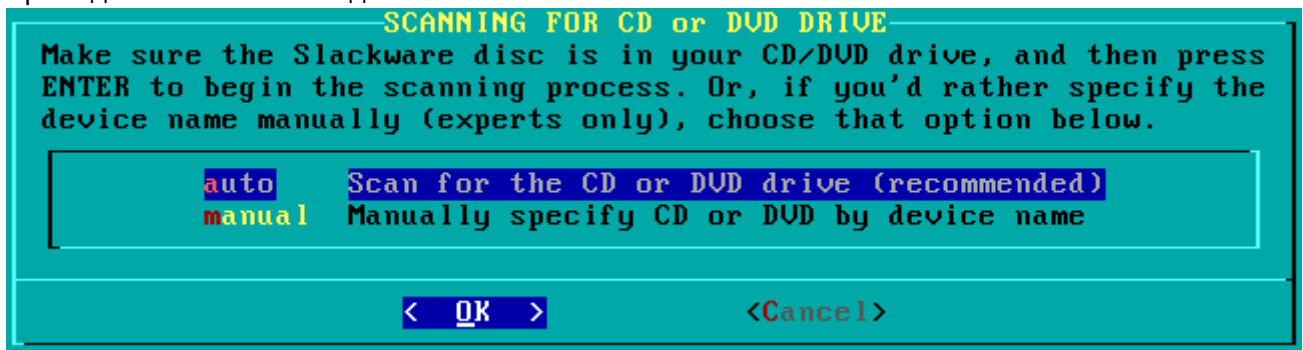 SCANNING FOR CD or DVD DRIVE
Make sure the Slackware disc is in your CD/DVD drive, and then press
ENTER to begin the scanning process. Or, if you'd rather specify the
device name manually (experts only), choose that option below.
auto Scan for the CD or DVD drive (recommended)
manual Manually specify CD or DVD by device name
< OK > <Cancel>